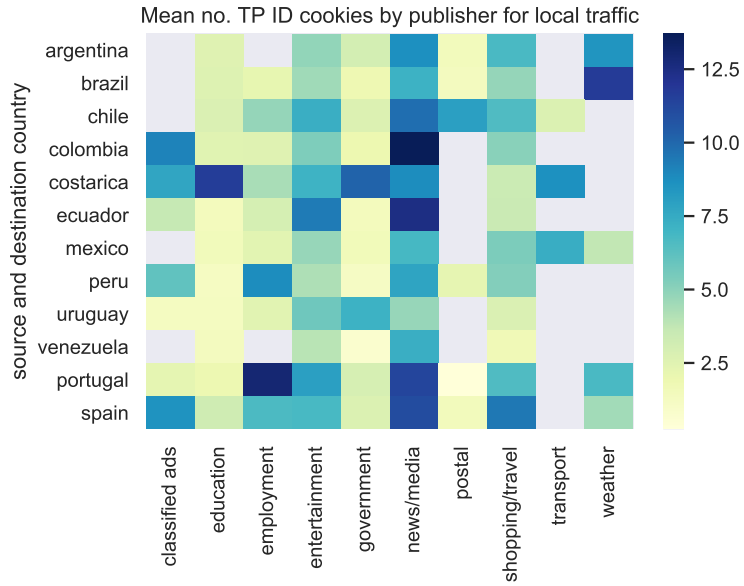 Mean no. TP ID cookies by publisher for local traffic
source and destination country
argentina
brazil
chile
colombia
costarica
ecuador
mexico
peru
uruguay
venezuela
portugal
spain
classified ads
education
employment
entertainment
government
news/media
postal
shopping/travel
transport
weather
12.5
10.0
7.5
5.0
2.5